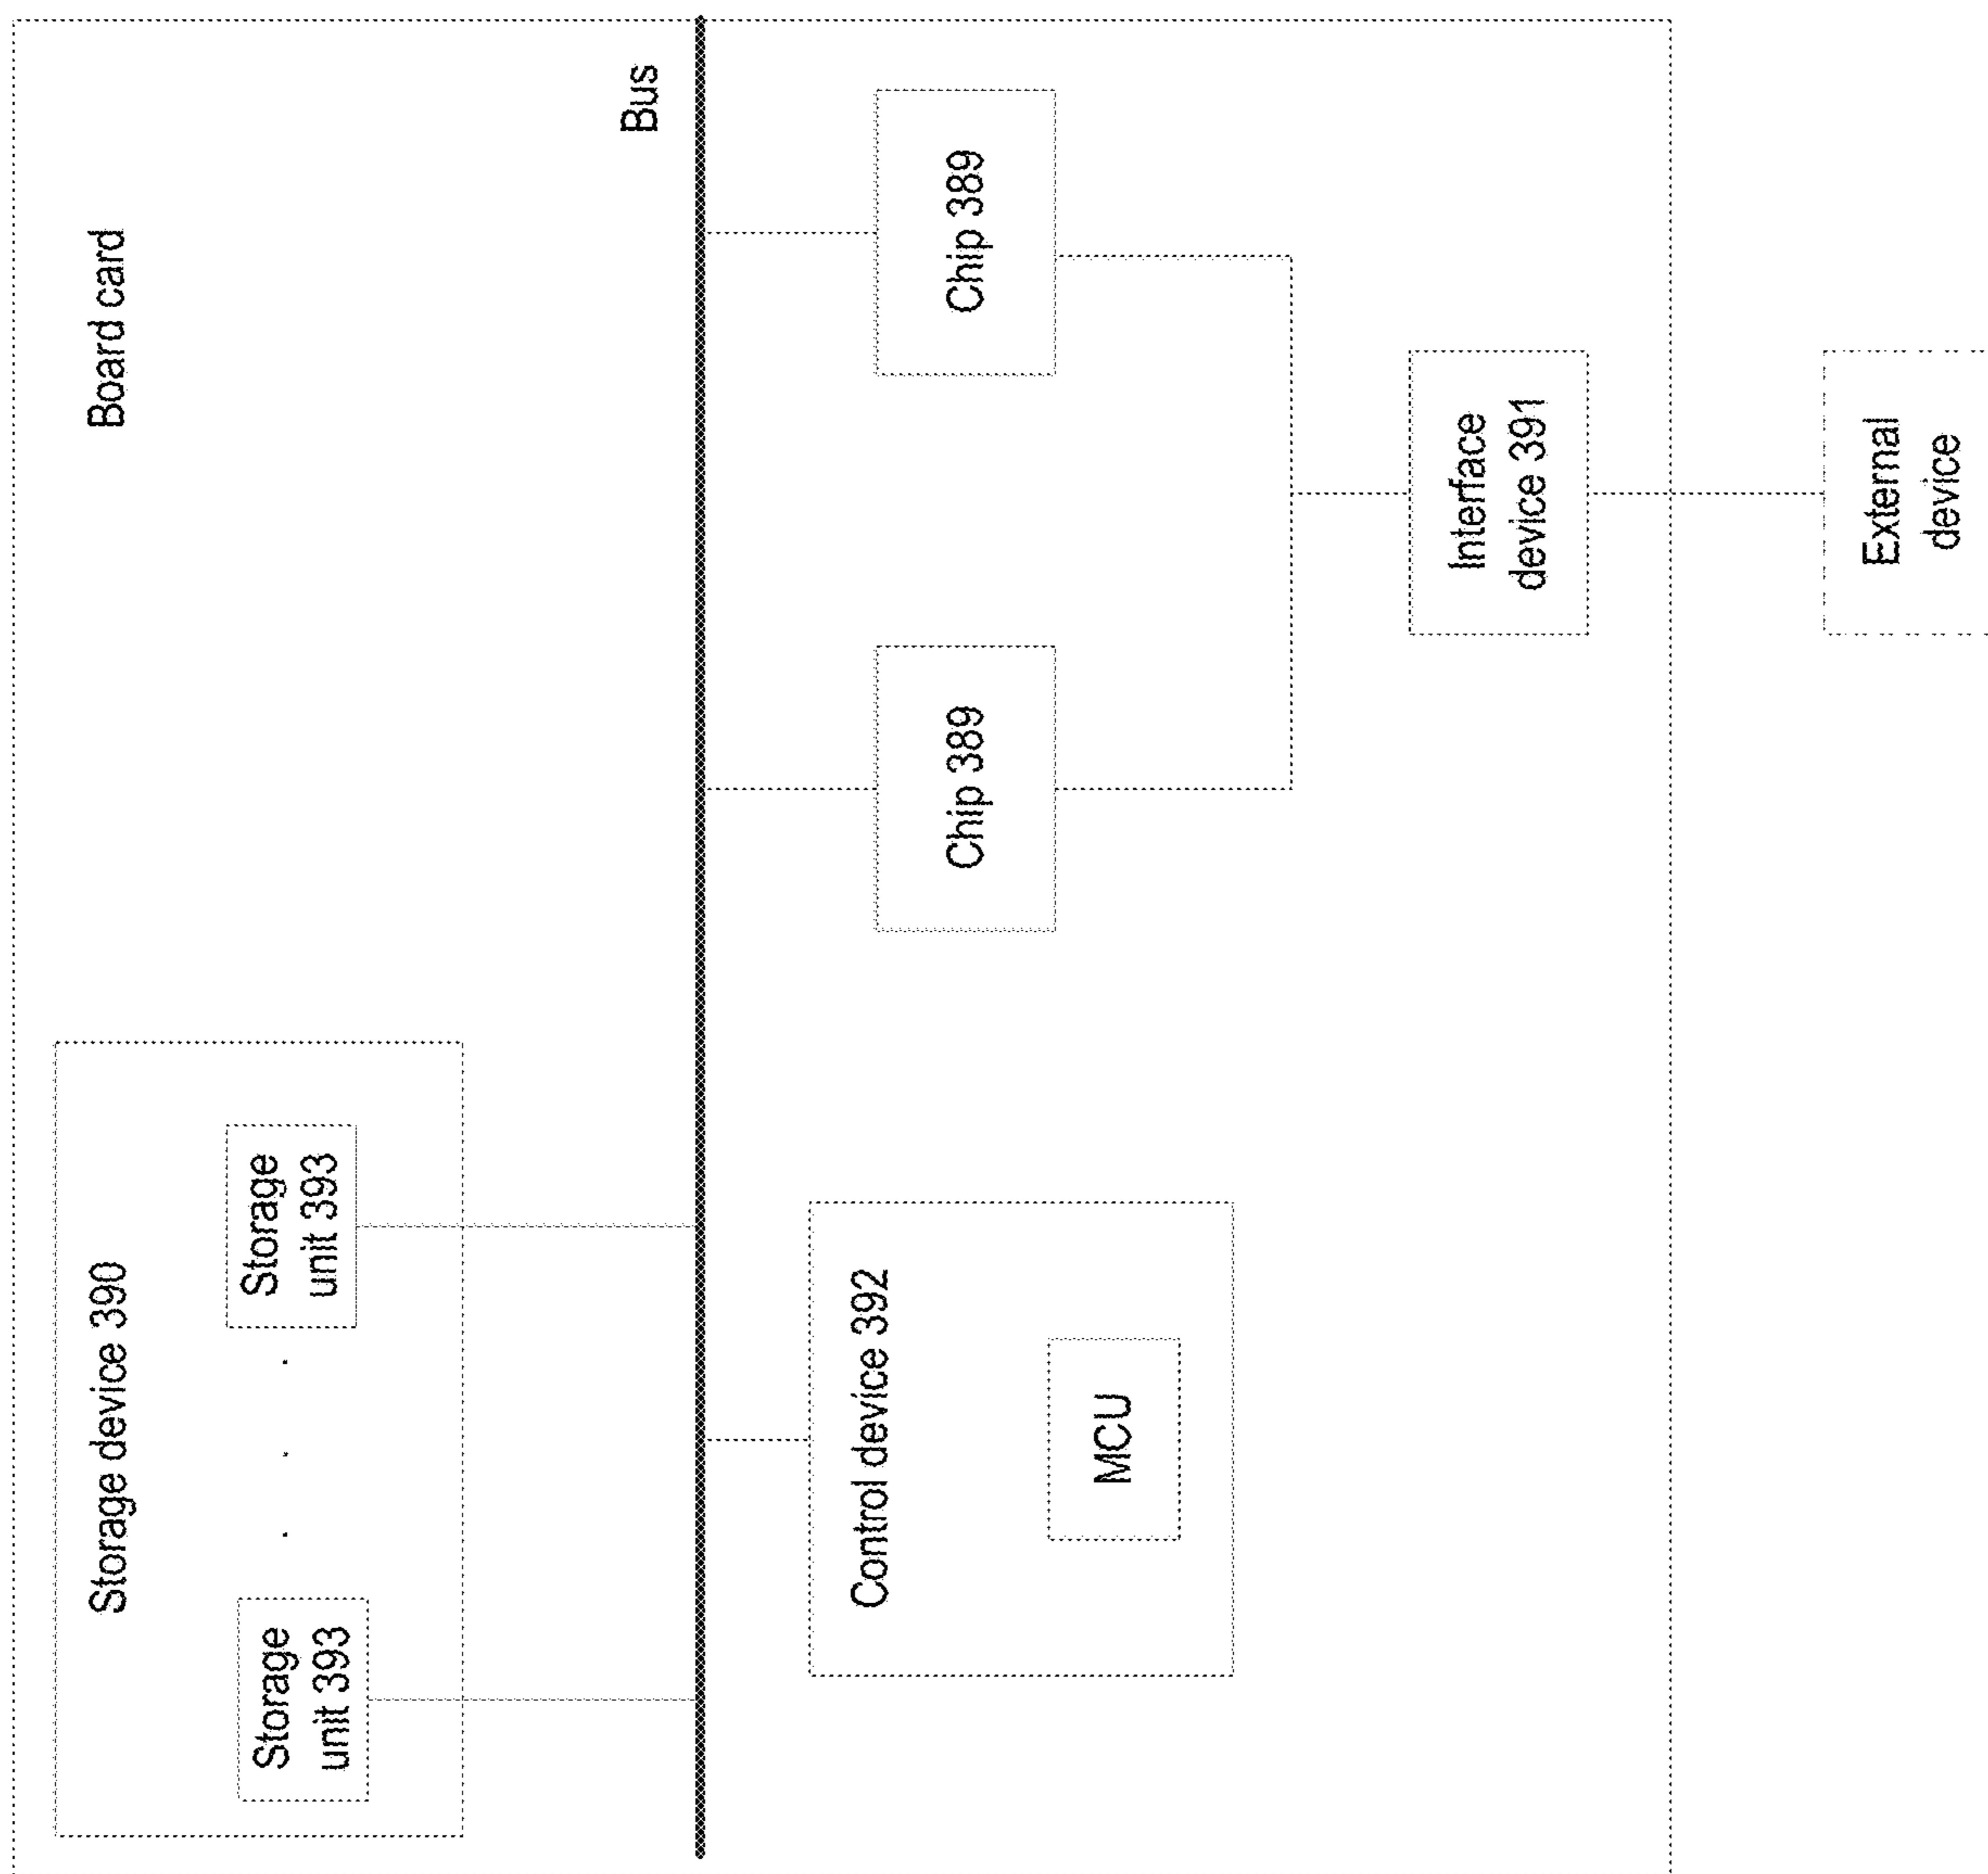 Board card
Storage device 390
Storage
unit 393
. . .
Storage
unit 393
Bus
Control device 392
MCU
Chip 389
Chip 389
Interface
device 391
External
device